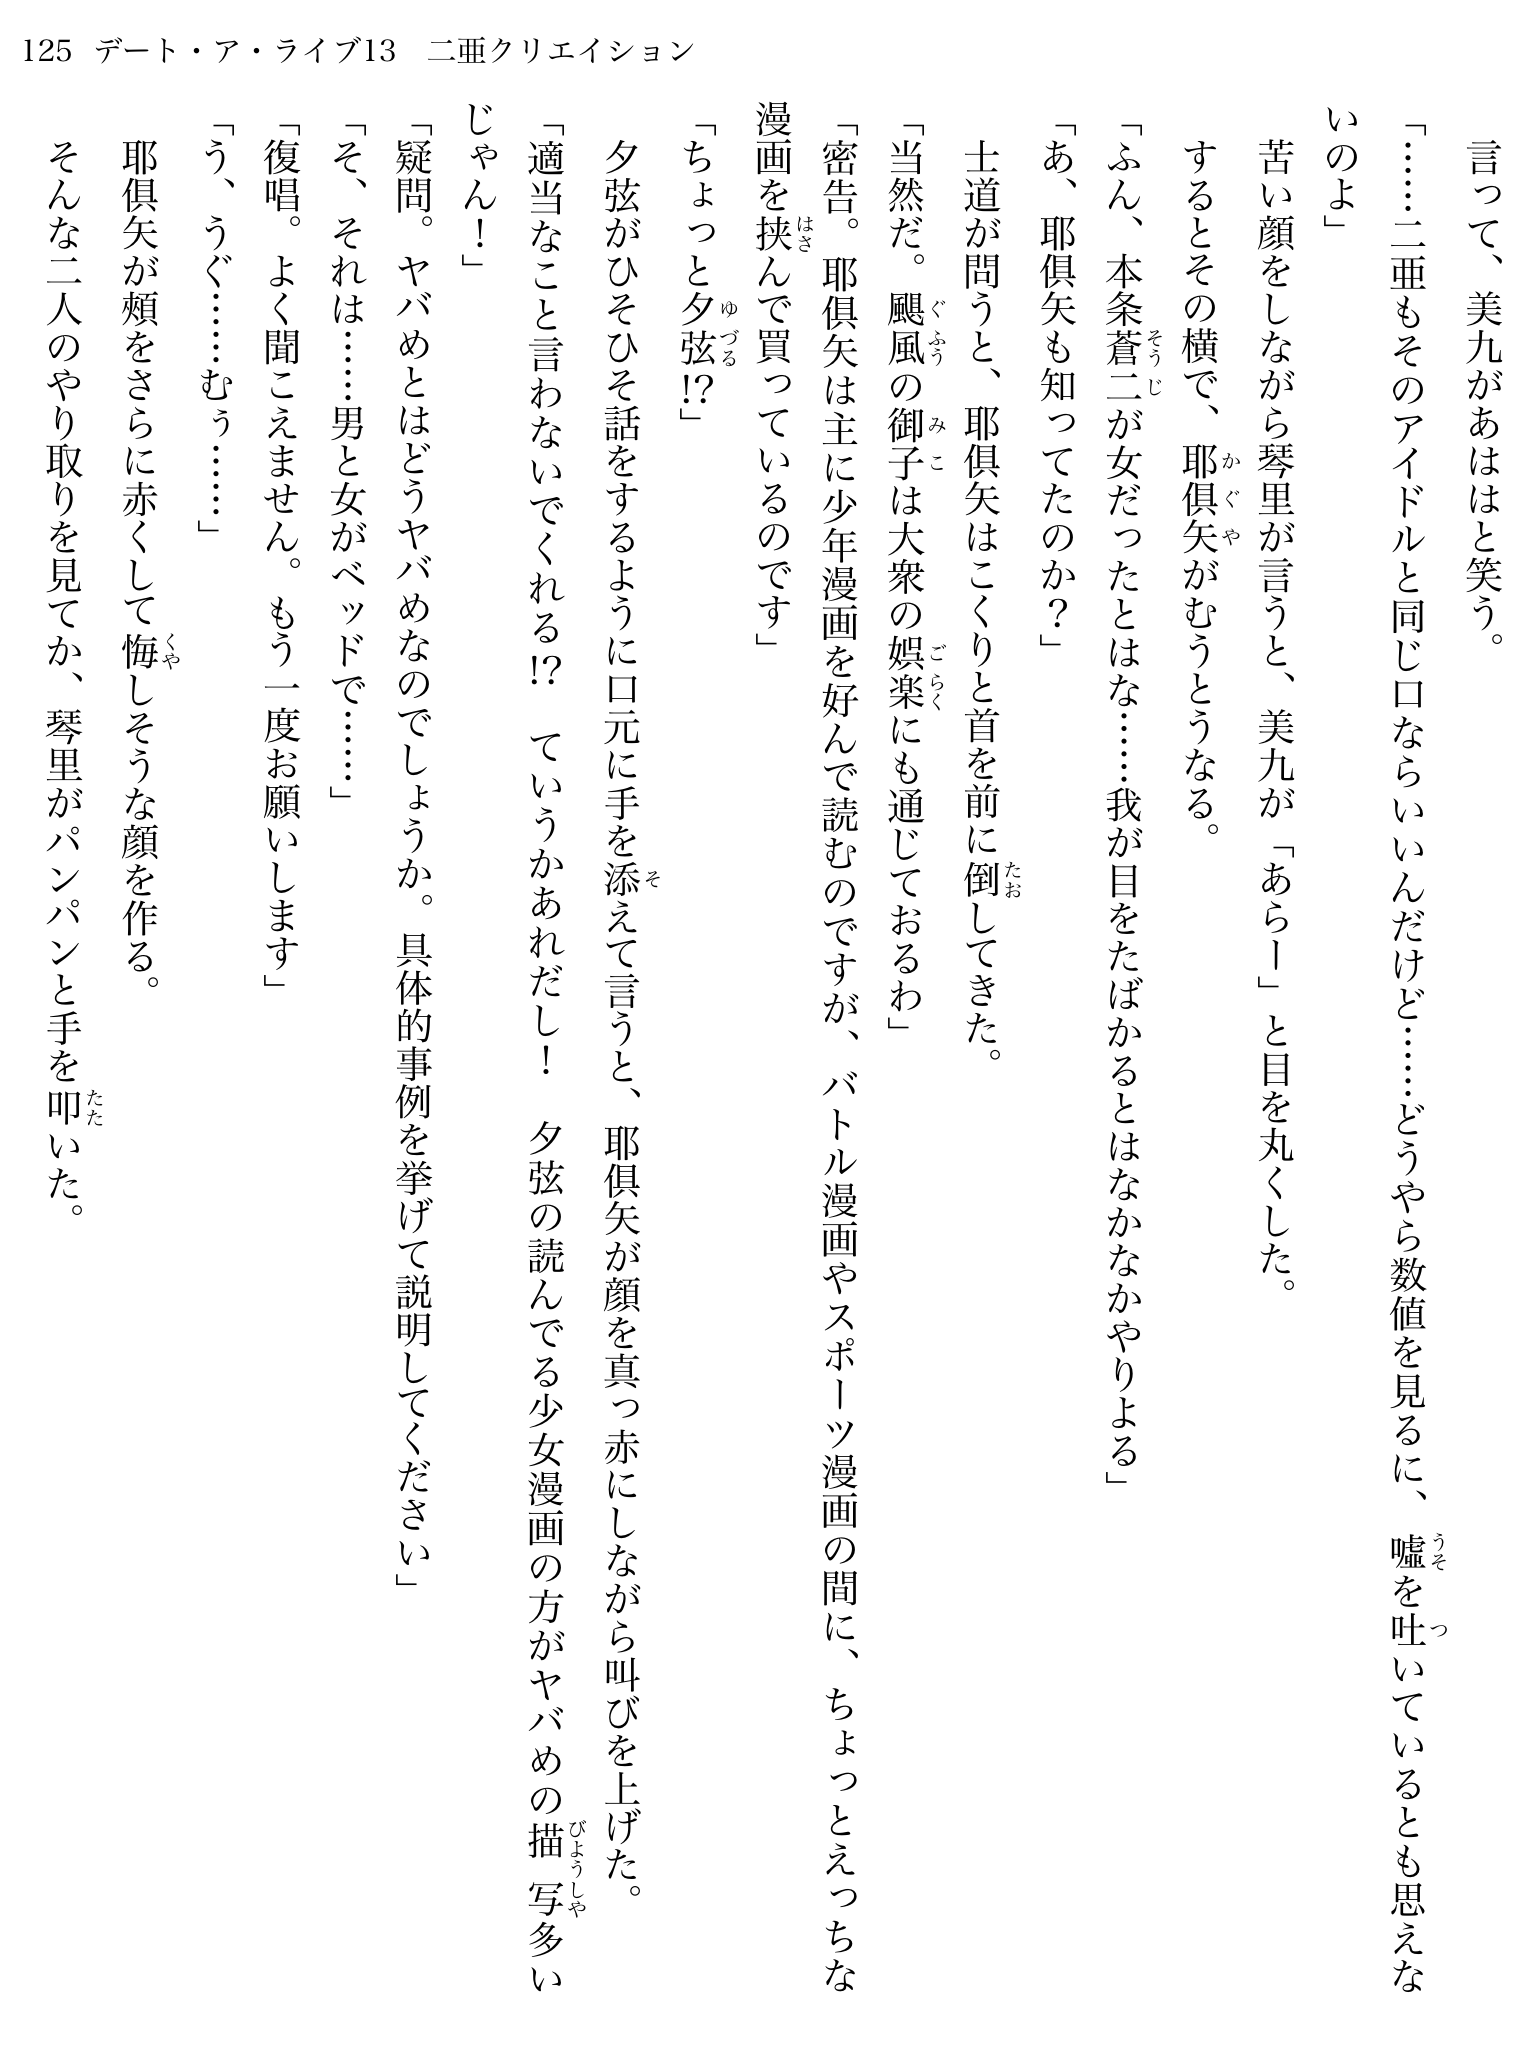 125 デート・ア・ライブ13　二亜クリエイション
　言って、美九があははと笑う。
「……二亜もそのアイドルと同じ口ならいいんだけど……どうやら数値を見るに、嘘を吐いているとも思えな
いのよ」
　苦い顔をしながら琴里が言うと、美九が「あらー」と目を丸くした。
　するとその横で、耶倶矢がむうとうなる。
「ふん、本条蒼二が女だったとはな……我が目をたばかるとはなかなかやりよる」
「あ、耶倶矢も知ってたのか？」
　士道が問うと、耶倶矢はこくりと首を前に倒してきた。
「当然だ。颶風の御子は大衆の娯楽にも通じておるわ」
「密告。耶倶矢は主に少年漫画を好んで読むのですが、バトル漫画やスポーツ漫画の間に、ちょっとえっちな
漫画を挟んで買っているのです」
「ちょっと夕弦!?」
　夕弦がひそひそ話をするように口元に手を添えて言うと、耶倶矢が顔を真っ赤にしながら叫びを上げた。
「適当なこと言わないでくれる!?　ていうかあれだし！　夕弦の読んでる少女漫画の方がヤバめの描写多い
じゃん！」
「疑問。ヤバめとはどうヤバめなのでしょうか。具体的事例を挙げて説明してください」
「そ、それは……男と女がベッドで……」
「復唱。よく聞こえません。もう一度お願いします」
「う、うぐ……むぅ……」
　耶倶矢が頰をさらに赤くして悔しそうな顔を作る。
　そんな二人のやり取りを見てか、琴里がパンパンと手を叩いた。